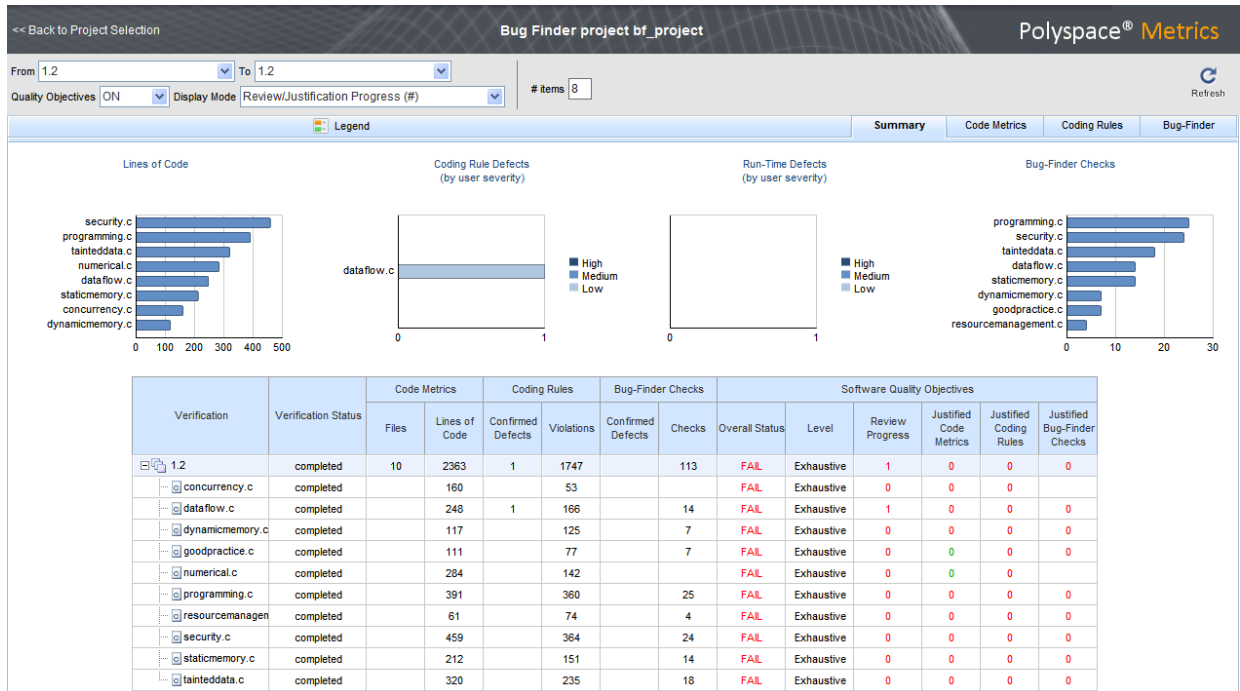 << Back to Project Selection
Bug Finder project bf_project
Polyspace® Metrics
From 1.2 To 1.2
# items 8
Quality Objectives ON Display Mode Review/Justification Progress (#)
Refresh
Legend
Summary Code Metrics Coding Rules Bug-Finder
Lines of Code
security.c
programming.c
tainteddata.c
numerical.c
dataflow.c
staticmemory.c
concurrency.c
dynamicmemory.c
0 100 200 300 400 500
Coding Rule Defects
(by user severity)
dataflow.c
0 1
High
Medium
Low
Run-Time Defects
(by user severity)
0 1
High
Medium
Low
Bug-Finder Checks
programming.c
security.c
tainteddata.c
dataflow.c
staticmemory.c
dynamicmemory.c
goodpractice.c
resourcemanagement.c
0 10 20 30
Verification Verification Status Code Metrics Coding Rules Bug-Finder Checks Software Quality Objectives
Files Lines of Code Confirmed Defects Violations Confirmed Defects Checks Overall Status Level Review Progress Justified Code Metrics Justified Coding Rules Justified Bug-Finder Checks
1.2 completed 10 2363 1 1747 113 FAIL Exhaustive 1 0 0 0
concurrency.c completed 160 53 FAIL Exhaustive 0 0 0
dataflow.c completed 248 1 166 14 FAIL Exhaustive 1 0 0 0
dynamicmemory.c completed 117 125 7 FAIL Exhaustive 0 0 0 0
goodpractice.c completed 111 77 7 FAIL Exhaustive 0 0 0 0
numerical.c completed 284 142 FAIL Exhaustive 0 0 0
programming.c completed 391 360 25 FAIL Exhaustive 0 0 0 0
resourcemanagen completed 61 74 4 FAIL Exhaustive 0 0 0 0
security.c completed 459 364 24 FAIL Exhaustive 0 0 0 0
staticmemory.c completed 212 151 14 FAIL Exhaustive 0 0 0 0
tainteddata.c completed 320 235 18 FAIL Exhaustive 0 0 0 0